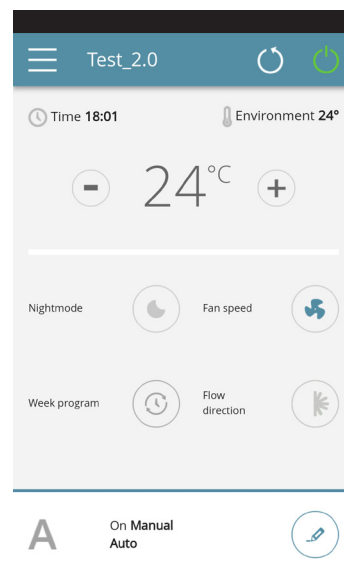 Test_2.0
Time 18:01
Environment 24°
24°C
Nightmode
Fan speed
Week program
Flow
direction
A
On Manual
Auto